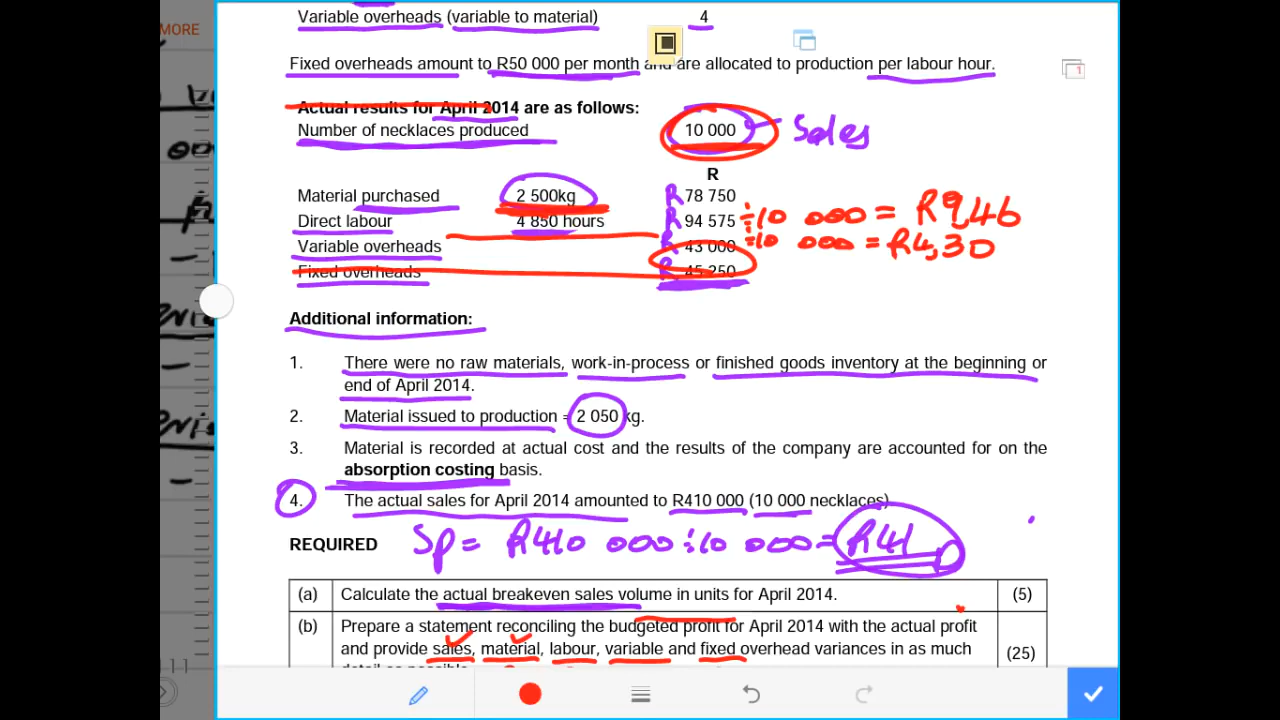 MORE
Variable overheads (variable to material) 4
Fixed overheads amount to R50 000 per month and are allocated to production per labour hour.
Actual results for April 2014 are as follows:
Number of necklaces produced 10 000 Sales
R
Material purchased 2 500kg R 78 750
Direct labour 4 850 hours R 94 575 ÷10 000 = R9,46
Variable overheads R 43 000 ÷10 000 = R4,30
Fixed overheads R 45 250
Additional information:
1. There were no raw materials, work-in-process or finished goods inventory at the beginning or
end of April 2014.
2. Material issued to production = 2 050 kg.
3. Material is recorded at actual cost and the results of the company are accounted for on the
absorption costing basis.
4. The actual sales for April 2014 amounted to R410 000 (10 000 necklaces)
REQUIRED Sp = R410 000 ÷10 000 = R41
(a) Calculate the actual breakeven sales volume in units for April 2014. (5)
(b) Prepare a statement reconciling the budgeted profit for April 2014 with the actual profit
and provide sales, material, labour, variable and fixed overhead variances in as much (25)